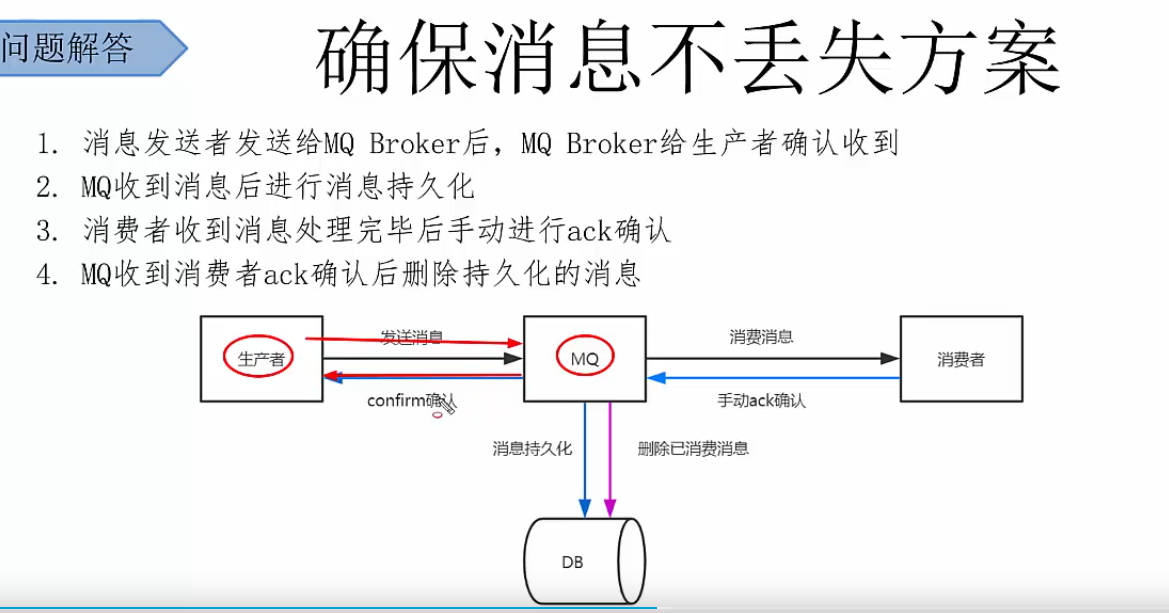 问题解答
确保消息不丢失方案
1. 消息发送者发送给MQ Broker后，MQ Broker给生产者确认收到
2. MQ收到消息后进行消息持久化
3. 消费者收到消息处理完毕后手动进行ack确认
4. MQ收到消费者ack确认后删除持久化的消息
发送消息
消费消息
生产者
MQ
消费者
confirm确认
手动ack确认
消息持久化
删除已消费消息
DB